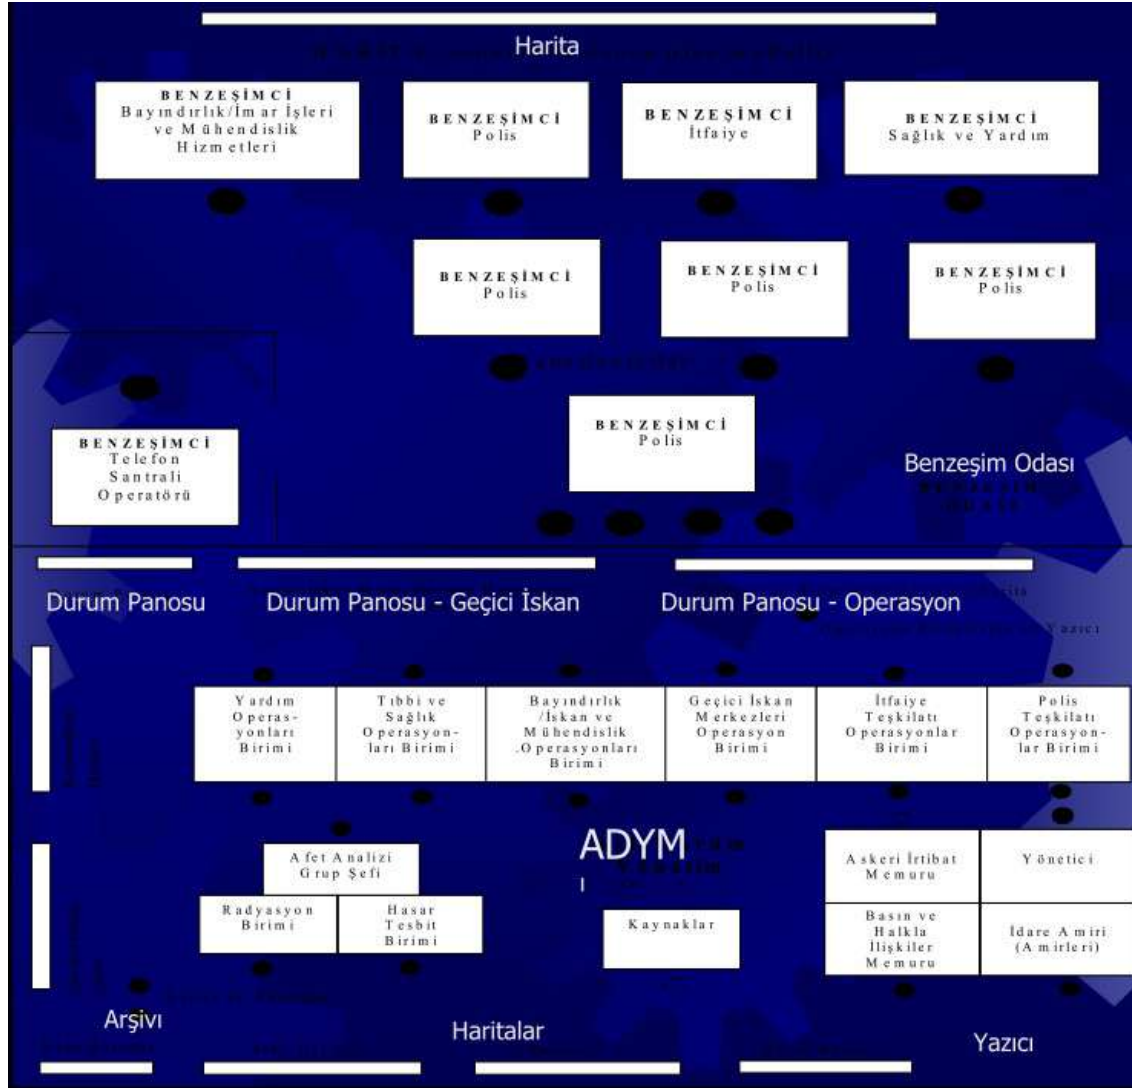 Harita
BENZEŞİMCİ
Bayındırlık/İmar İşleri
ve Mühendislik
Hizmetleri
BENZEŞİMCİ
Polis
BENZEŞİMCİ
İtfaiye
BENZEŞİMCİ
Sağlık ve Yardım
BENZEŞİMCİ
Polis
BENZEŞİMCİ
Polis
BENZEŞİMCİ
Polis
BENZEŞİMCİ
Telefon
Santrali
Operatörü
BENZEŞİMCİ
Polis
Benzeşim Odası
Durum Panosu
Durum Panosu - Geçici İskan
Durum Panosu - Operasyon
Yazıcı
Yardım
Operas-
yonları
Birimi
Tıbbi ve
Sağlık
Operasyon-
ları Birimi
Bayındırlık
/İskan ve
Mühendislik
.Operasyonları
Birimi
Geçici İskan
Merkezleri
Operasyon
Birimi
İtfaiye
Teşkilatı
Operasyonlar
Birimi
Polis
Teşkilatı
Operasyon-
lar Birimi
Afet Analizi
Grup Şefi
Radyasyon
Birimi
Hasar
Tesbit
Birimi
ADYM
ı
Kaynaklar
Askeri İrtibat
Memuru
Yönetici
Basın ve
Halkla
İlişkiler
Memuru
İdare Amiri
(Amirleri)
Arşivı
Haritalar
Yazıcı